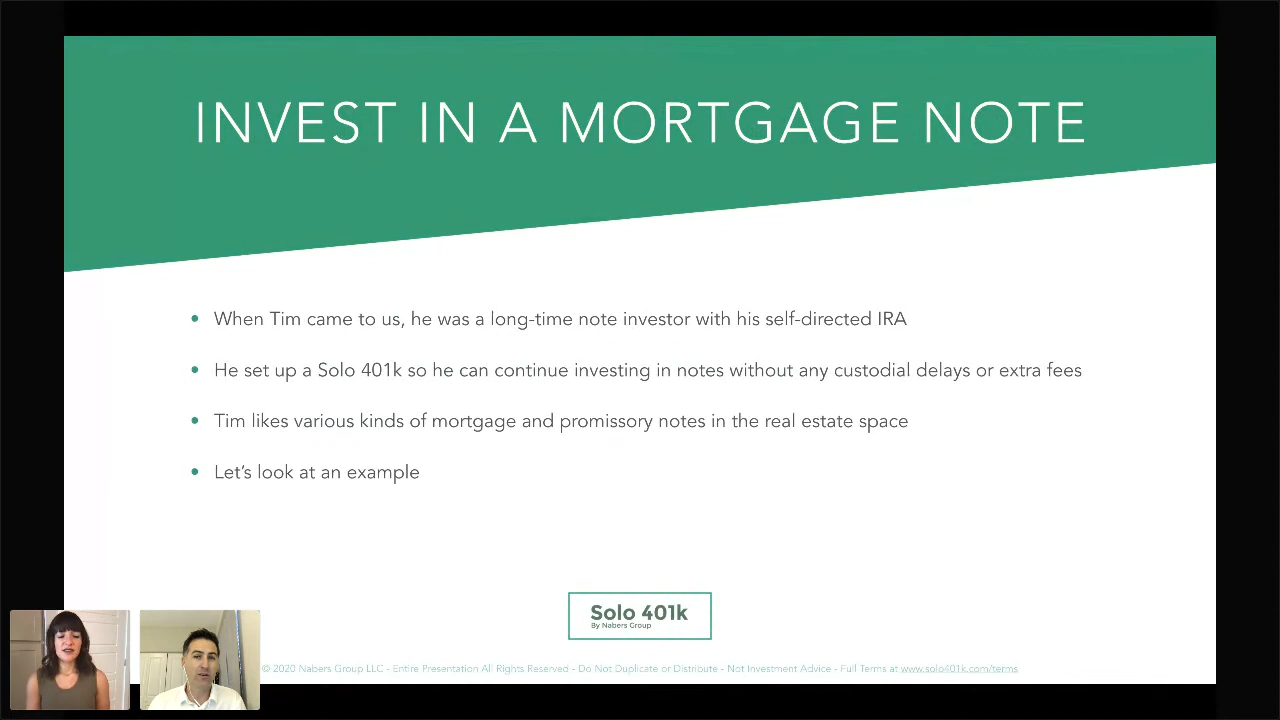 INVEST IN A MORTGAGE NOTE
• When Tim came to us, he was a long-time note investor with his self-directed IRA
• He set up a Solo 401k so he can continue investing in notes without any custodial delays or extra fees
• Tim likes various kinds of mortgage and promissory notes in the real estate space
• Let’s look at an example
Solo 401k
By Nabers Group
© 2020 Nabers Group LLC - Entire Presentation All Rights Reserved - Do Not Duplicate or Distribute - Not Investment Advice - Full Terms at www.solo401k.com/terms